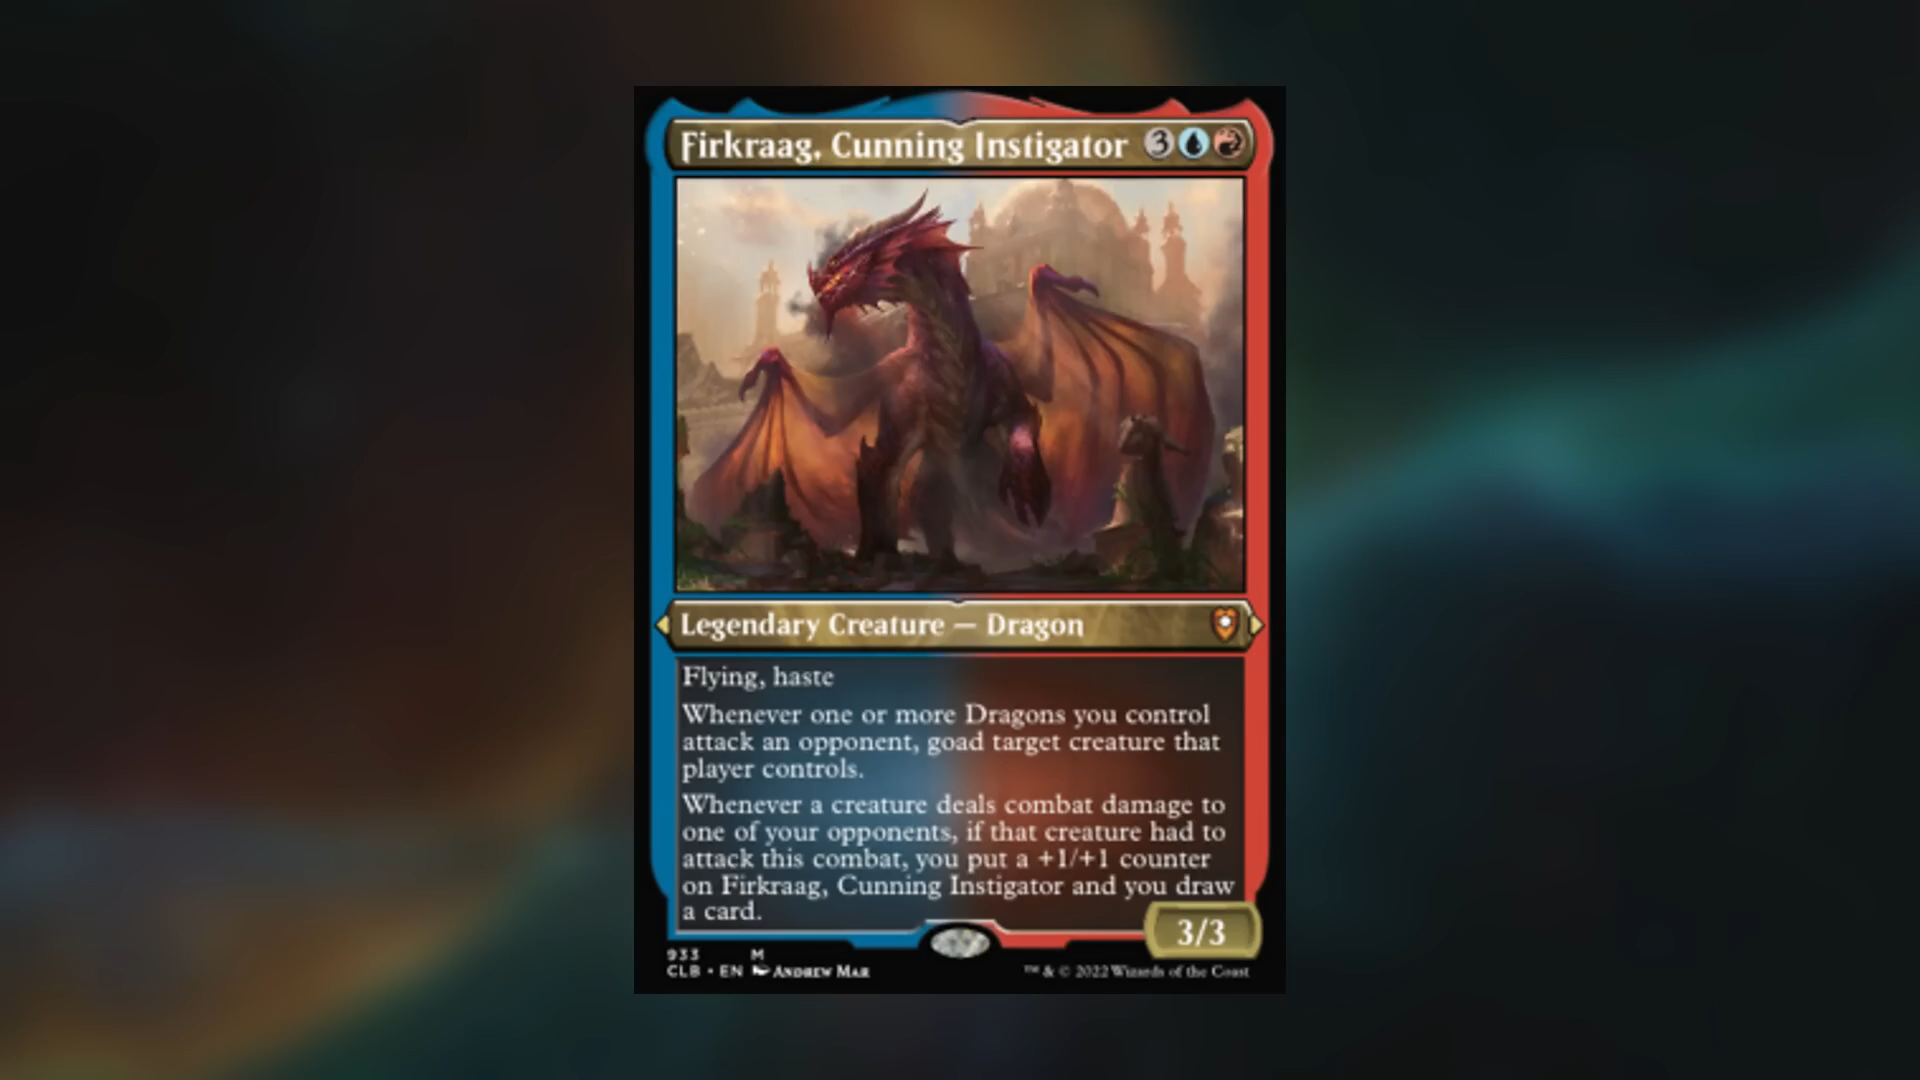 Firkraag, Cunning Instigator 3
Legendary Creature — Dragon
Flying, haste
Whenever one or more Dragons you control
attack an opponent, goad target creature that
player controls.
Whenever a creature deals combat damage to
one of your opponents, if that creature had to
attack this combat, you put a +1/+1 counter
on Firkraag, Cunning Instigator and you draw
a card.
3/3
933 M
CLB • EN Andrew Mar
™ & © 2022 Wizards of the Coast